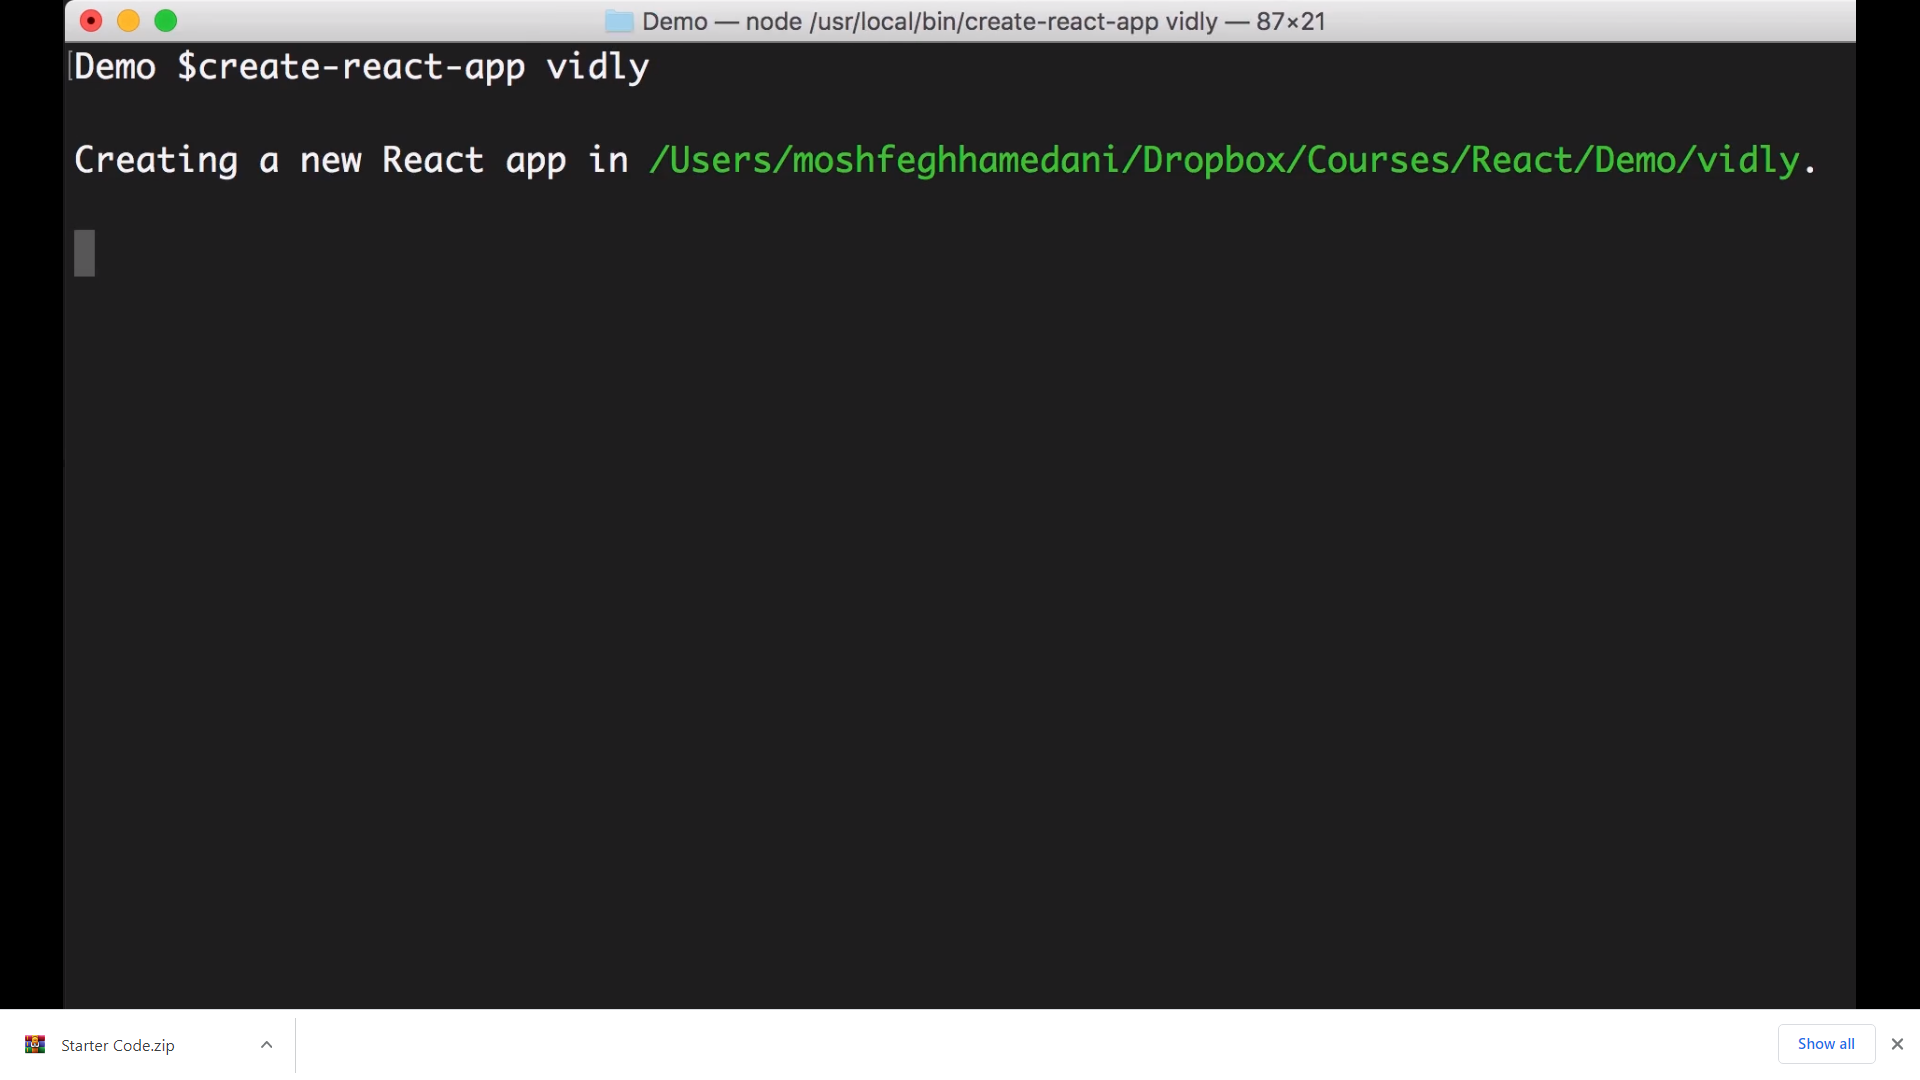 Demo — node /usr/local/bin/create-react-app vidly — 87×21
Demo $create-react-app vidly
Creating a new React app in /Users/moshfeghhamedani/Dropbox/Courses/React/Demo/vidly.
Starter Code.zip
Show all